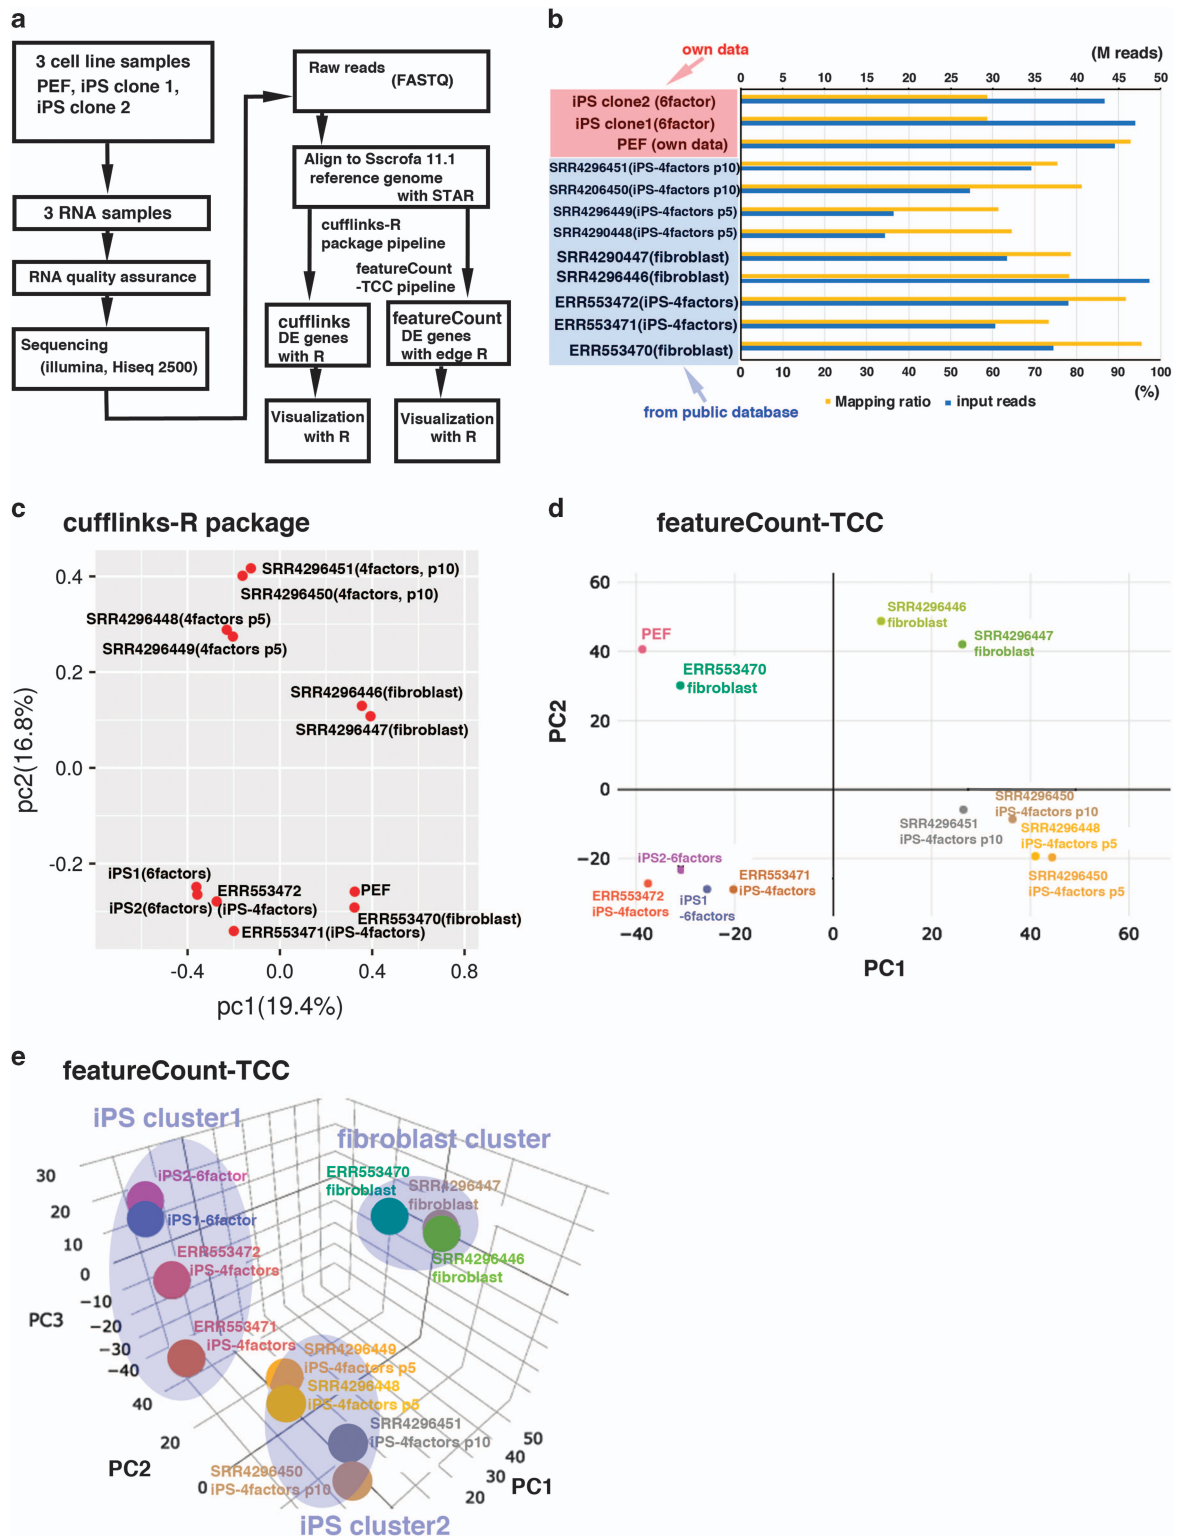 a
3 cell line samples
PEF, iPS clone 1,
iPS clone 2
3 RNA samples
RNA quality assurance
Sequencing
(illumina, Hiseq 2500)
Raw reads
(FASTQ)
Align to Sscrofa 11.1
reference genome
with STAR
cufflinks-R
package pipeline
featureCount
-TCC pipeline
cufflinks
DE genes
with R
featureCount
DE genes
with edge R
Visualization
with R
Visualization
with R
b
own data
(M reads)
0 5 10 15 20 25 30 35 40 45 50
iPS clone2 (6factor)
iPS clone1(6factor)
PEF (own data)
SRR4296451(iPS-4factors p10)
SRR4206450(iPS-4factors p10)
SRR4296449(iPS-4factors p5)
SRR4290448(iPS-4factors p5)
SRR4290447(fibroblast)
SRR4296446(fibroblast)
ERR553472(iPS-4factors)
ERR553471(iPS-4factors)
ERR553470(fibroblast)
0 10 20 30 40 50 60 70 80 90 100
(%)
Mapping ratio input reads
from public database
c
cufflinks-R package
pc2(16.8%)
0.4
0.2
0.0
-0.2
SRR4296451(4factors, p10)
SRR4296450(4factors, p10)
SRR4296448(4factors p5)
SRR4296449(4factors p5)
SRR4296446(fibroblast)
SRR4296447(fibroblast)
iPS1(6factors)
iPS2(6factors)
ERR553472
(iPS-4factors)
PEF
ERR553470(fibroblast)
ERR553471(iPS-4factors)
-0.4 0.0 0.4 0.8
pc1(19.4%)
d
featureCount-TCC
PC2
60
40
20
0
−20
SRR4296446
fibroblast
SRR4296447
fibroblast
PEF
ERR553470
fibroblast
SRR4296450
iPS-4factors p10
SRR4296451
iPS-4factors p10
SRR4296448
iPS-4factors p5
SRR4296450
iPS-4factors p5
iPS2-6factors
ERR553472
iPS-4factors
iPS1
-6factors
ERR553471
iPS-4factors
−40 −20 0 20 40 60
PC1
e
featureCount-TCC
iPS cluster1
fibroblast cluster
iPS2-6factor
iPS1-6factor
ERR553472
iPS-4factors
ERR553471
iPS-4factors
ERR553470
fibroblast
SRR4296447
fibroblast
SRR4296446
fibroblast
SRR4296449
iPS-4factors p5
SRR4296448
iPS-4factors p5
SRR4296451
iPS-4factors p10
SRR4296450
iPS-4factors p10
30
20
10
0
−10
−20
−30
−40
PC3
40
20
0
PC2
50
40
30
20
PC1
iPS cluster2